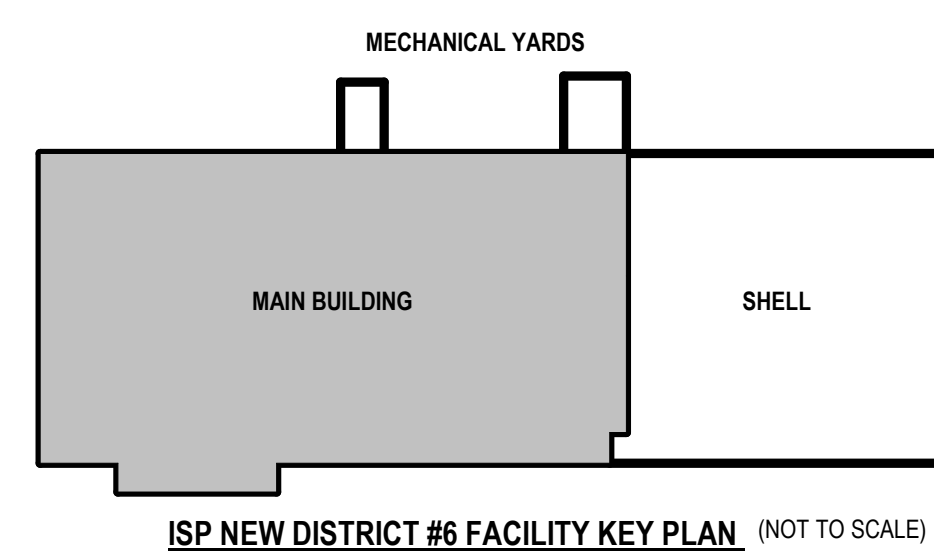 MECHANICAL YARDS
MAIN BUILDING
SHELL
ISP NEW DISTRICT #6 FACILITY KEY PLAN (NOT TO SCALE)